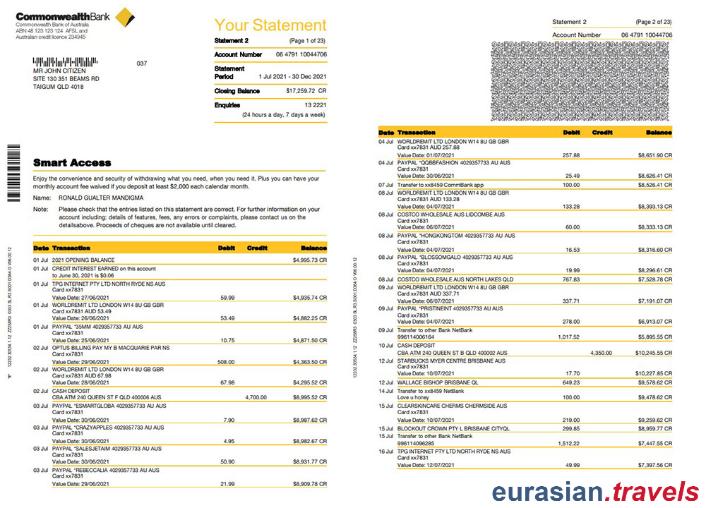 CommonwealthBank
Commonwealth Bank of Australia
ABN 48 123 123 124 AFSL and
Australian credit licence 234945
037
MR JOHN CITIZEN
SITE 130 351 BEAMS RD
TAIGUM QLD 4018
Your Statement
Statement 2 (Page 1 of 23)
Account Number 06 4791 10044706
Statement
Period 1 Jul 2021 - 30 Dec 2021
Closing Balance $17,259.72 CR
Enquiries 13 2221
(24 hours a day, 7 days a week)
Smart Access
Enjoy the convenience and security of withdrawing what you need, when you need it. Plus you can have your
monthly account fee waived if you deposit at least $2,000 each calendar month.
Name: RONALD GUALTER MANDIGMA
Note: Please check that the entries listed on this statement are correct. For further information on your
account including: details of features, fees, any errors or complaints, please contact us on the
detailsabove. Proceeds of cheques are not available until cleared.
Date Transaction Debit Credit Balance
01 Jul 2021 OPENING BALANCE $4,995.73 CR
01 Jul CREDIT INTEREST EARNED on this account
to June 30, 2021 is $0.06
01 Jul TPG INTERNET PTY LTD NORTH RYDE NS AUS
Card xx7831
Value Date: 27/06/2021 59.99 $4,935.74 CR
01 Jul WORLDREMIT LTD LONDON W14 8U GB GBR
Card xx7831 AUD 53.49
Value Date: 26/06/2021 53.49 $4,882.25 CR
01 Jul PAYPAL *35MM 4029357733 AU AUS
Card xx7831
Value Date: 25/06/2021 10.75 $4,871.50 CR
02 Jul OPTUS BILLING PAY MY B MACQUARIE PAR NS
Card xx7831
Value Date: 29/06/2021 508.00 $4,363.50 CR
02 Jul WORLDREMIT LTD LONDON W14 8U GB GBR
Card xx7831 AUD 67.98
Value Date: 28/06/2021 67.98 $4,295.52 CR
02 Jul CASH DEPOSIT
CBA ATM 240 QUEEN ST F QLD 400006 AUS 4,700.00 $8,995.52 CR
03 Jul PAYPAL *ESMARTGLOBA 4029357733 AU AUS
Card xx7831
Value Date: 30/06/2021 7.90 $8,987.62 CR
03 Jul PAYPAL *CRAZYAPPLES 4029357733 AU AUS
Card xx7831
Value Date: 30/06/2021 4.95 $8,982.67 CR
03 Jul PAYPAL *SALESJETAIM 4029357733 AU AUS
Card xx7831
Value Date: 30/06/2021 50.90 $8,931.77 CR
03 Jul PAYPAL *REBECCALIA 4029357733 AU AUS
Card xx7831
Value Date: 29/06/2021 21.99 $8,909.78 CR
Statement 2 (Page 2 of 23)
Account Number 06 4791 10044706
Date Transaction Debit Credit Balance
04 Jul WORLDREMIT LTD LONDON W14 8U GB GBR
Card xx7831 AUD 257.88
Value Date: 01/07/2021 257.88 $8,651.90 CR
04 Jul PAYPAL *QQBBFASHION 4029357733 AU AUS
Card xx7831
Value Date: 30/06/2021 25.49 $8,626.41 CR
07 Jul Transfer to xx8459 CommBank app 100.00 $8,526.41 CR
08 Jul WORLDREMIT LTD LONDON W14 8U GB GBR
Card xx7831 AUD 133.28
Value Date: 04/07/2021 133.28 $8,393.13 CR
08 Jul COSTCO WHOLESALE AUS LIDCOMBE AUS
Card xx7831
Value Date: 06/07/2021 60.00 $8,333.13 CR
08 Jul PAYPAL *HONGKONGTOM 4029357733 AU AUS
Card xx7831
Value Date: 04/07/2021 16.53 $8,316.60 CR
08 Jul PAYPAL *GLOSSOMGALO 4029357733 AU AUS
Card xx7831
Value Date: 04/07/2021 19.99 $8,296.61 CR
08 Jul COSTCO WHOLESALE AUS NORTH LAKES QLD 767.83 $7,528.78 CR
09 Jul WORLDREMIT LTD LONDON W14 8U GB GBR
Card xx7831 AUD 337.71
Value Date: 06/07/2021 337.71 $7,191.07 CR
09 Jul PAYPAL *PRISTINEINT 4029357733 AU AUS
Card xx7831
Value Date: 04/07/2021 278.00 $6,913.07 CR
09 Jul Transfer to other Bank NetBank
996114006164 1,017.52 $5,895.55 CR
10 Jul CASH DEPOSIT
CBA ATM 240 QUEEN ST B QLD 400002 AUS 4,350.00 $10,245.55 CR
12 Jul STARBUCKS MYER CENTRE BRISBANE AUS
Card xx7831
Value Date: 10/07/2021 17.70 $10,227.85 CR
12 Jul WALLACE BISHOP BRISBANE QL 649.23 $9,578.62 CR
14 Jul Transfer to xx8459 NetBank
Love u honey 100.00 $9,478.62 CR
15 Jul CLEARSKINCARE CHERMS CHERMSIDE AUS
Card xx7831
Value Date: 10/07/2021 219.00 $9,259.62 CR
15 Jul BLOCKOUT CROWN PTY L BRISBANE CITYQL 299.85 $8,959.77 CR
15 Jul Transfer to other Bank NetBank
996114096285 1,512.22 $7,447.55 CR
16 Jul TPG INTERNET PTY LTD NORTH RYDE NS AUS
Card xx7831
Value Date: 12/07/2021 49.99 $7,397.56 CR
eurasian.travels